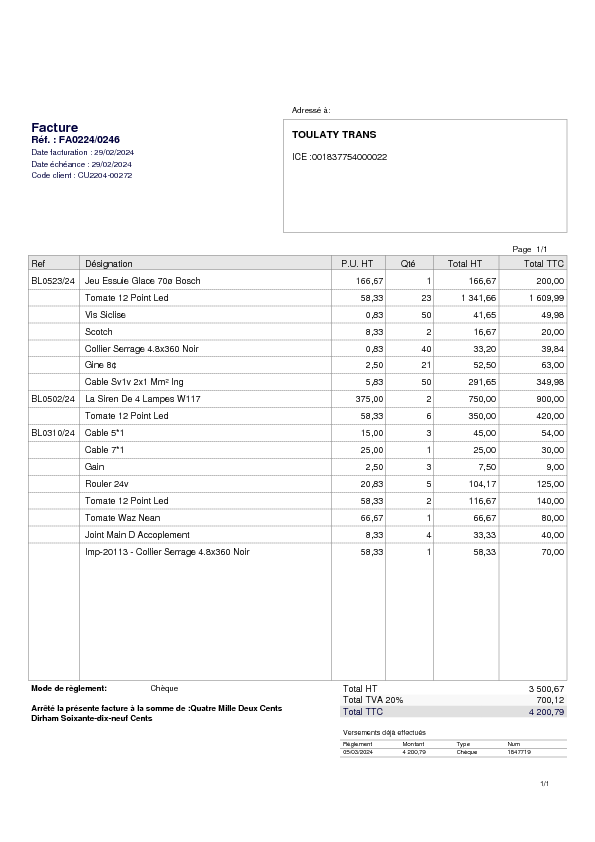 Adressé à:
Facture
Réf. : FA0224/0246
Date facturation : 29/02/2024
Date échéance : 29/02/2024
Code client : CU2204-00272
TOULATY TRANS
ICE :001837754000022
Page 1/1
Ref Désignation P.U. HT Qté Total HT Total TTC
BL0523/24 Jeu Essuie Glace 70ø Bosch 166,67 1 166,67 200,00
Tomate 12 Point Led 58,33 23 1 341,66 1 609,99
Vis Siclise 0,83 50 41,65 49,98
Scotch 8,33 2 16,67 20,00
Collier Serrage 4.8x360 Noir 0,83 40 33,20 39,84
Gine 8¢ 2,50 21 52,50 63,00
Cable Sv1v 2x1 Mm² Ing 5,83 50 291,65 349,98
BL0502/24 La Siren De 4 Lampes W117 375,00 2 750,00 900,00
Tomate 12 Point Led 58,33 6 350,00 420,00
BL0310/24 Cable 5*1 15,00 3 45,00 54,00
Cable 7*1 25,00 1 25,00 30,00
Gain 2,50 3 7,50 9,00
Rouler 24v 20,83 5 104,17 125,00
Tomate 12 Point Led 58,33 2 116,67 140,00
Tomate Waz Nean 66,67 1 66,67 80,00
Joint Main D Accoplement 8,33 4 33,33 40,00
Imp-20113 - Collier Serrage 4.8x360 Noir 58,33 1 58,33 70,00
Mode de règlement: Chèque
Total HT 3 500,67
Total TVA 20% 700,12
Total TTC 4 200,79
Arrêté la présente facture à la somme de :Quatre Mille Deux Cents
Dirham Soixante-dix-neuf Cents
Versements déjà effectués
Règlement Montant Type Num
05/03/2024 4 200,79 Chèque 1647719
1/1